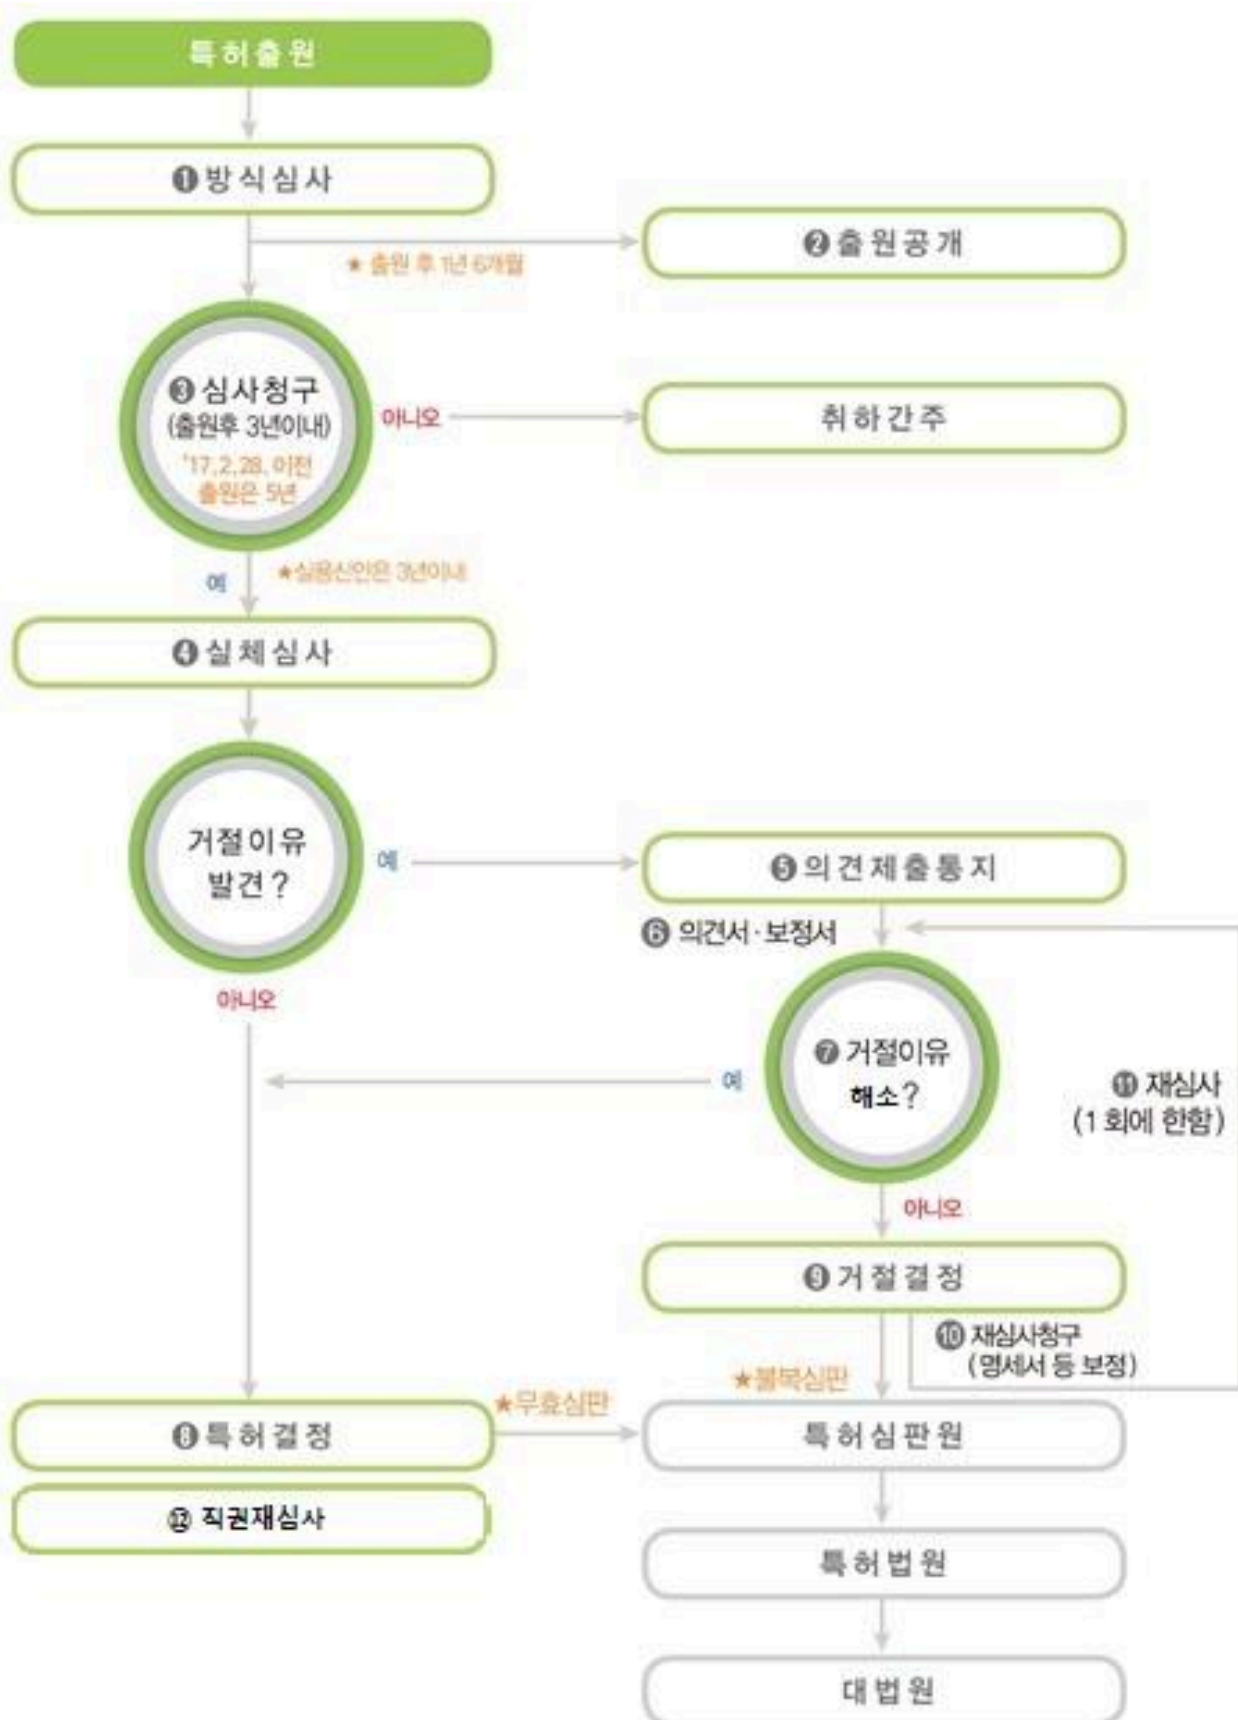 특허출원
❶ 방식심사
❷ 출원공개
★ 출원 후 1년 6개월
❸ 심사청구
(출원후 3년이내)
'17.2.28. 이전
출원은 5년
아니오
취하간주
예
★실용신안은 3년이내
❹ 실체심사
거절이유
발견?
예
❺ 의견제출통지
❻ 의견서·보정서
아니오
❼ 거절이유
해소?
예
⓫ 재심사
(1회에 한함)
아니오
❾ 거절결정
❿ 재심사청구
(명세서 등 보정)
★불복심판
★무효심판
❽ 특허결정
특허심판원
⑫ 직권재심사
특허법원
대법원